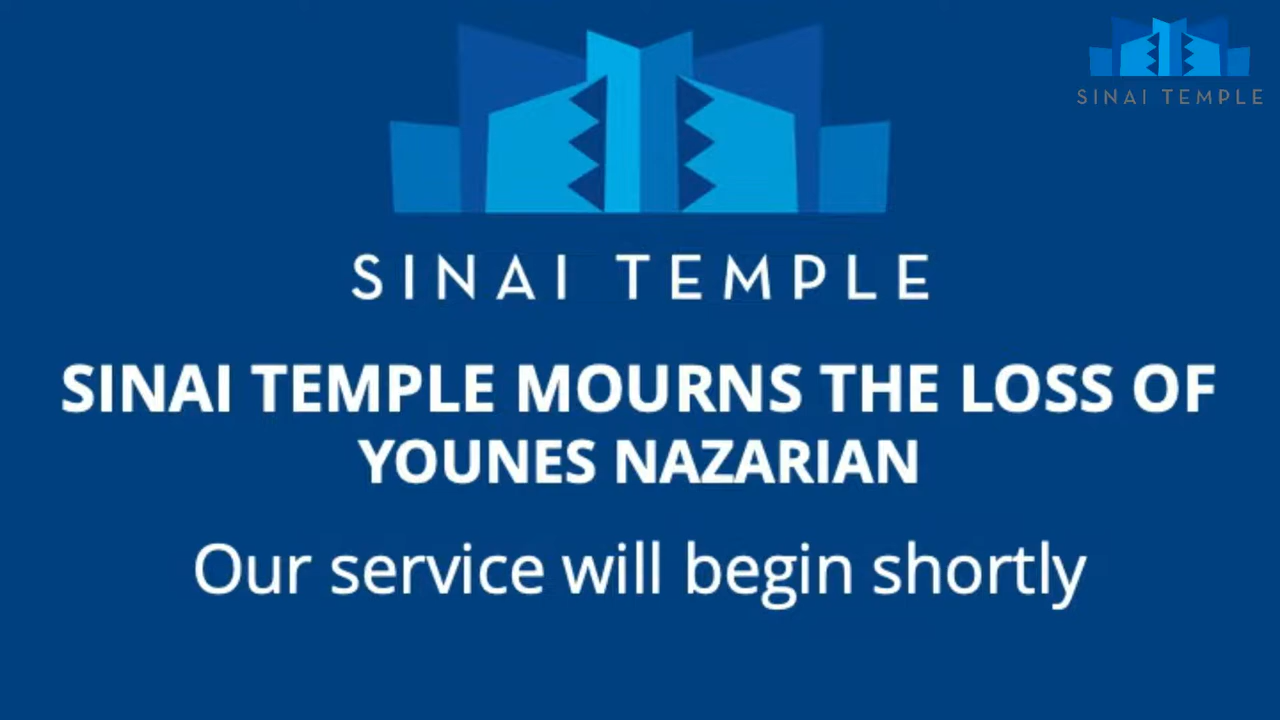 SINAI TEMPLE
SINAI TEMPLE
SINAI TEMPLE MOURNS THE LOSS OF
YOUNES NAZARIAN
Our service will begin shortly